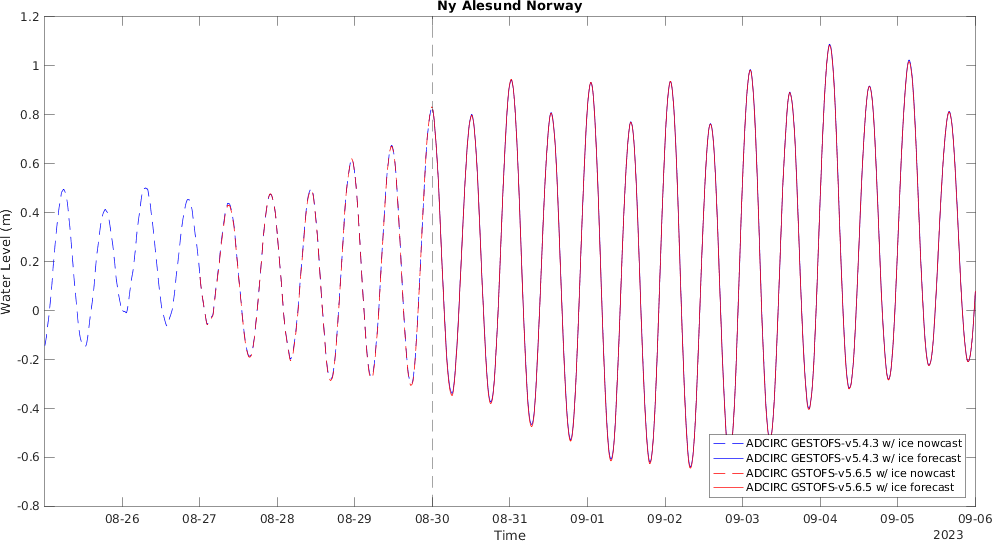 Ny Alesund Norway
1.2
1
0.8
0.6
0.4
0.2
0
-0.2
-0.4
-0.6
-0.8
Water Level (m)
08-26 08-27 08-28 08-29 08-30 08-31 09-01 09-02 09-03 09-04 09-05 09-06
Time
2023
ADCIRC GESTOFS-v5.4.3 w/ ice nowcast
ADCIRC GESTOFS-v5.4.3 w/ ice forecast
ADCIRC GSTOFS-v5.6.5 w/ ice nowcast
ADCIRC GSTOFS-v5.6.5 w/ ice forecast